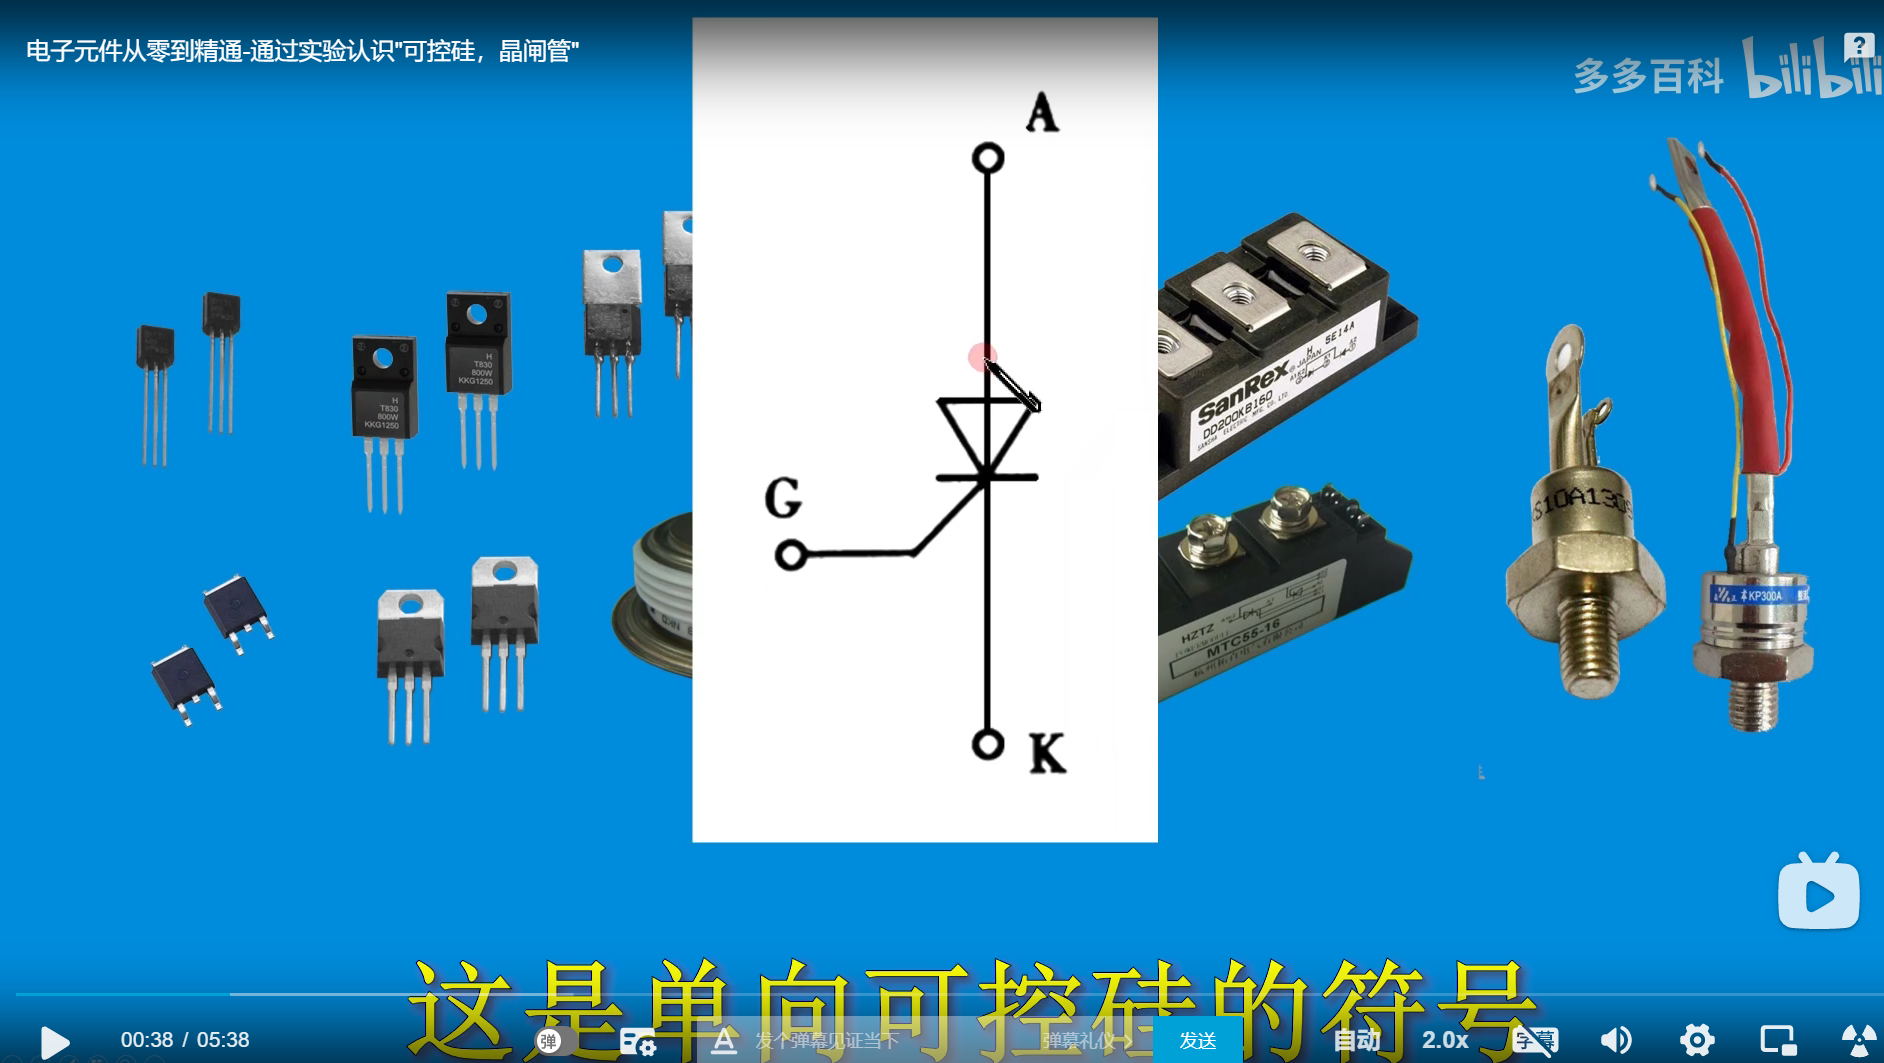 电子元件从零到精通-通过实验认识"可控硅，晶闸管"
多多百科 bilibili
?
A
G
K
H
T830
800W
KKG1250
H
T830
800W
KKG1250
5E14A
JAPAN
SanRex
DD200KB160
HZTZ
MTC55-16
KP300A
这是单向可控硅的符号
00:38 / 05:38
弹
发个弹幕见证当下
弹幕礼仪
发送
自动
2.0x
字幕